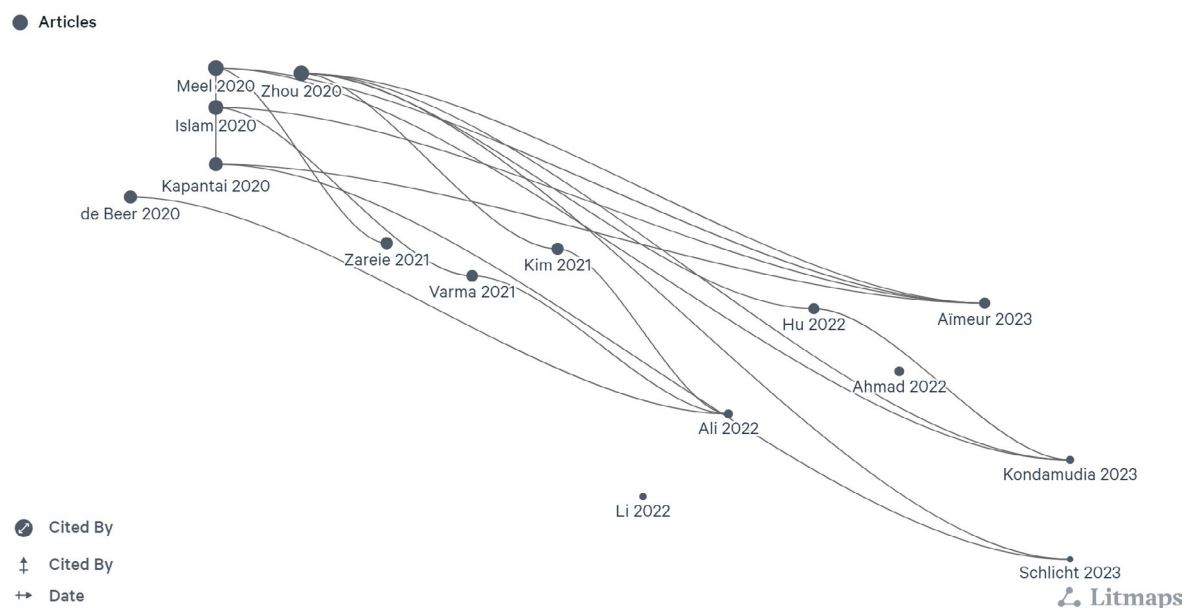 Articles
Meel 2020
Zhou 2020
Islam 2020
Kapantai 2020
de Beer 2020
Zareie 2021
Kim 2021
Varma 2021
Aïmeur 2023
Hu 2022
Ahmad 2022
Ali 2022
Kondamudia 2023
Li 2022
Cited By
Cited By
Schlicht 2023
Date
Litmaps